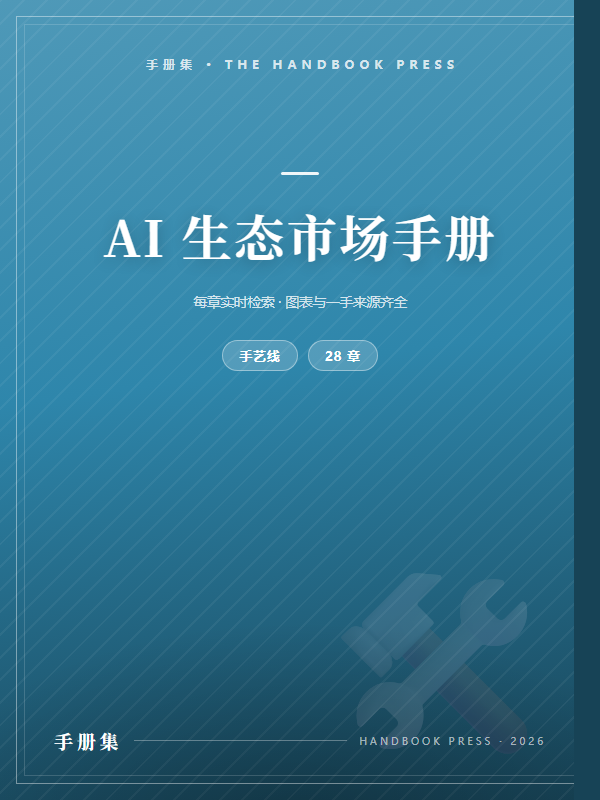 手册集 • THE HANDBOOK PRESS
AI 生态市场手册
每章实时检索 · 图表与一手来源齐全
手艺线
28 章
手册集
HANDBOOK PRESS · 2026